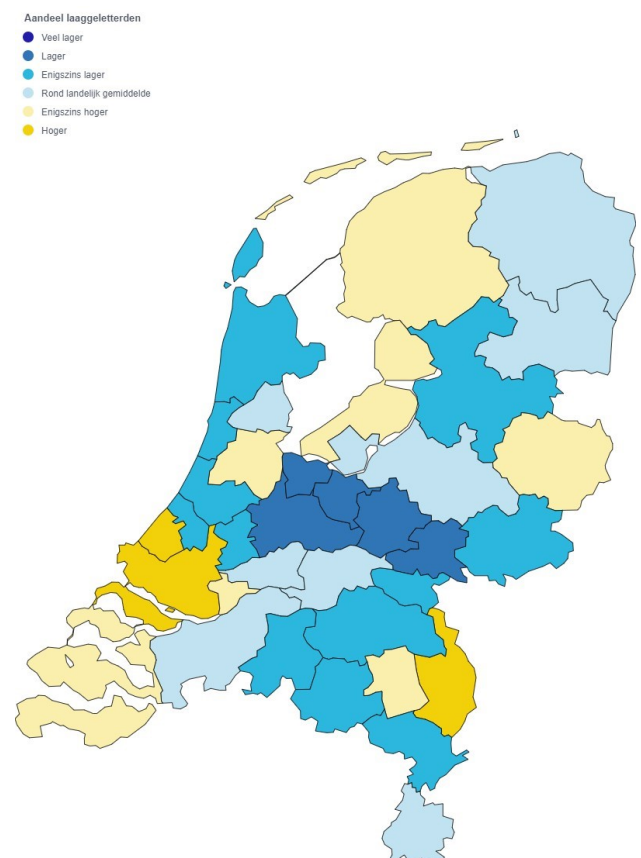 Aandeel laaggeletterden
Veel lager
Lager
Enigszins lager
Rond landelijk gemiddelde
Enigszins hoger
Hoger